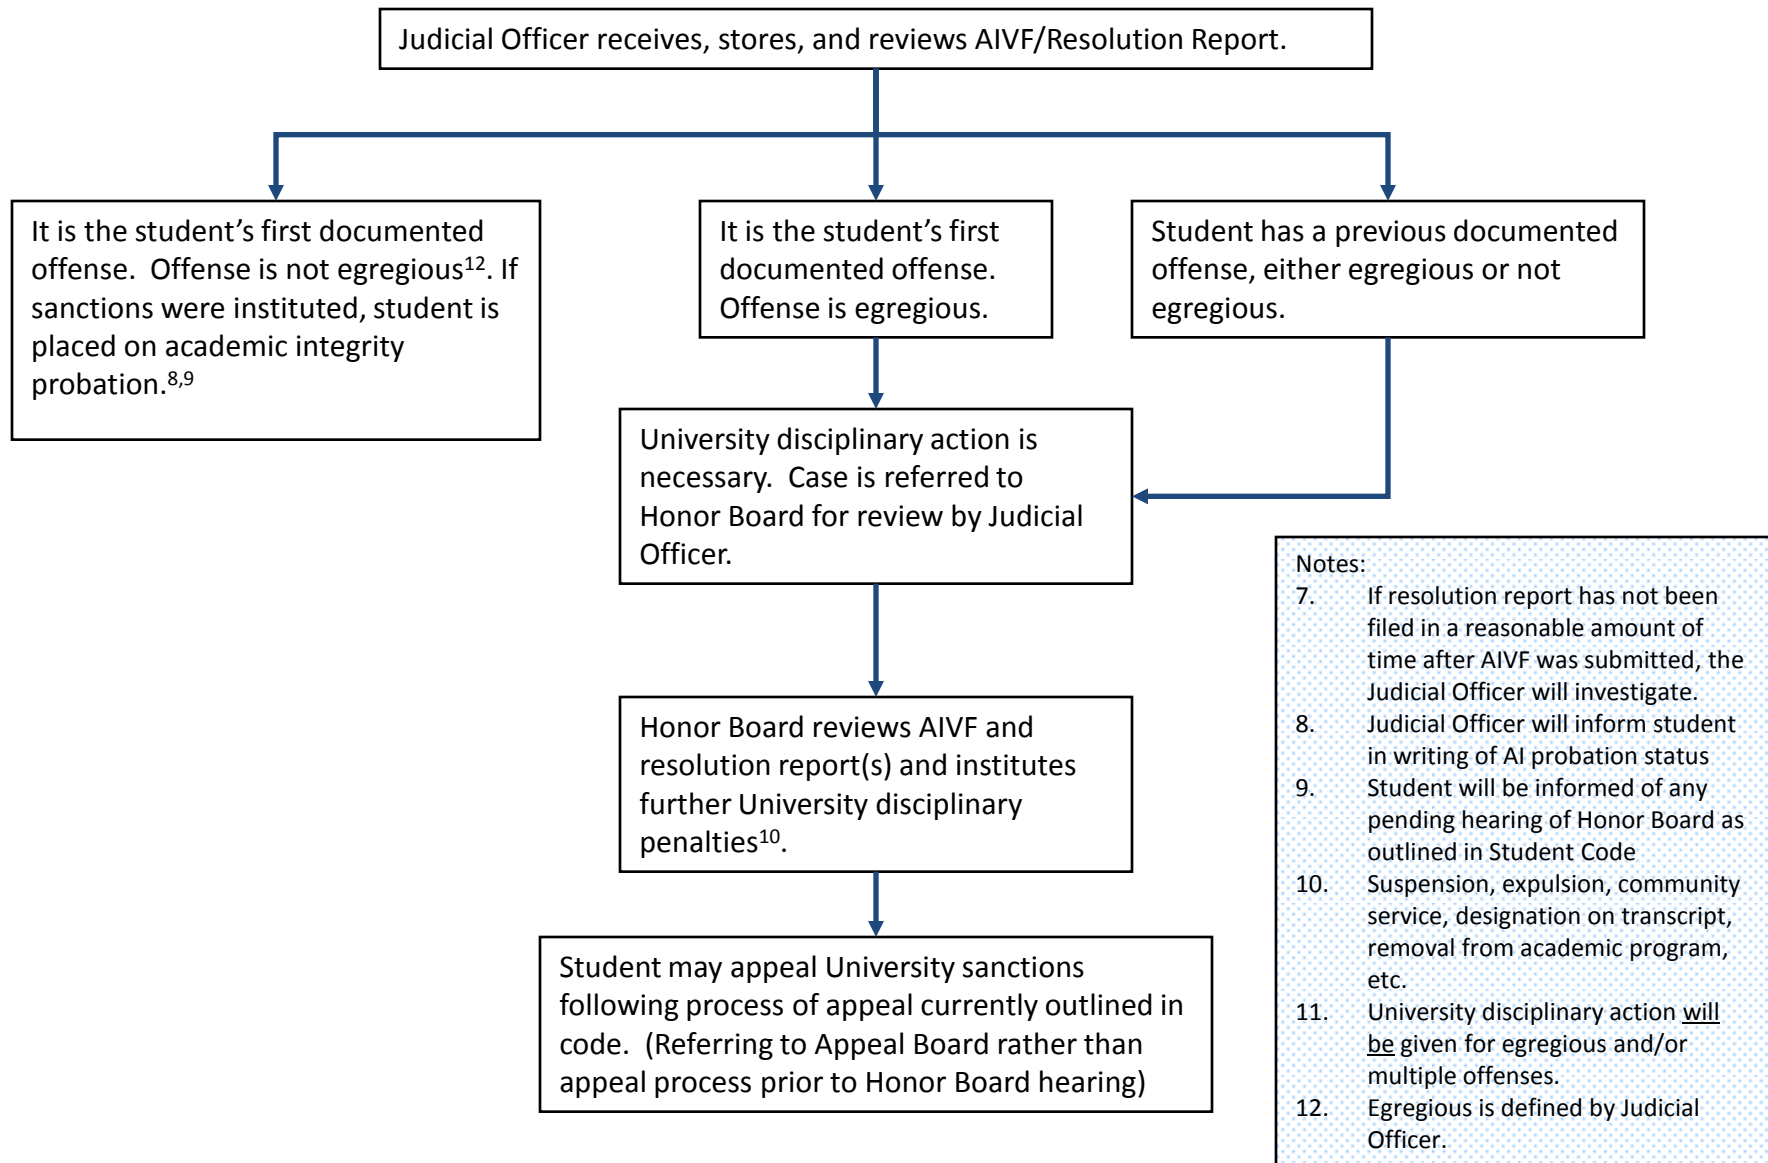 Judicial Officer receives, stores, and reviews AIVF/Resolution Report.
It is the student’s first documented
offense.  Offense is not egregious12. If
sanctions were instituted, student is
placed on academic integrity
probation.8,9
It is the student’s first
documented offense.
Offense is egregious.
Student has a previous documented
offense, either egregious or not
egregious.
University disciplinary action is
necessary.  Case is referred to
Honor Board for review by Judicial
Officer.
Honor Board reviews AIVF and
resolution report(s) and institutes
further University disciplinary
penalties10.
Student may appeal University sanctions
following process of appeal currently outlined in
code.  (Referring to Appeal Board rather than
appeal process prior to Honor Board hearing)
Notes:
7. If resolution report has not been
filed in a reasonable amount of
time after AIVF was submitted, the
Judicial Officer will investigate.
8. Judicial Officer will inform student
in writing of AI probation status
9. Student will be informed of any
pending hearing of Honor Board as
outlined in Student Code
10. Suspension, expulsion, community
service, designation on transcript,
removal from academic program,
etc.
11. University disciplinary action will
be given for egregious and/or
multiple offenses.
12. Egregious is defined by Judicial
Officer.